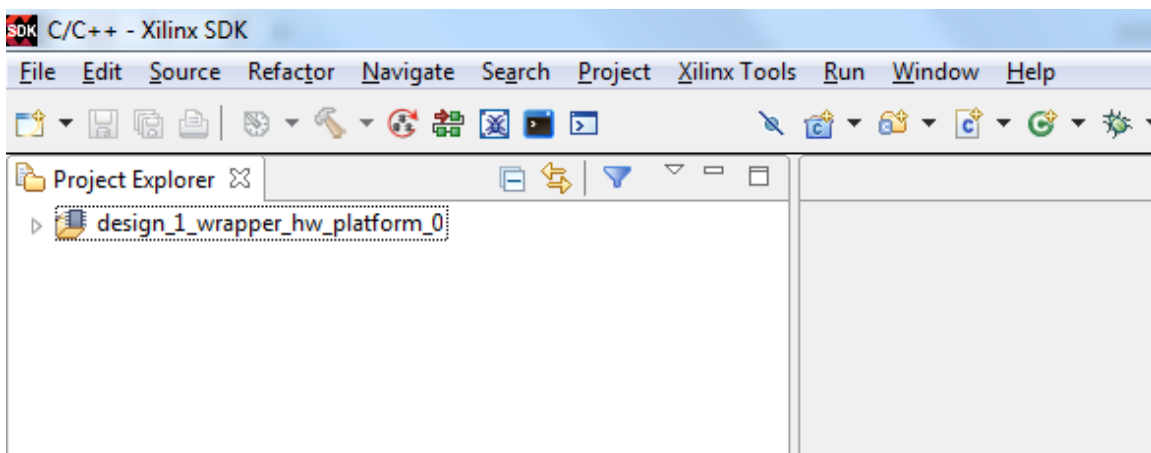 SDK C/C++ - Xilinx SDK
File Edit Source Refactor Navigate Search Project Xilinx Tools Run Window Help
Project Explorer
design_1_wrapper_hw_platform_0